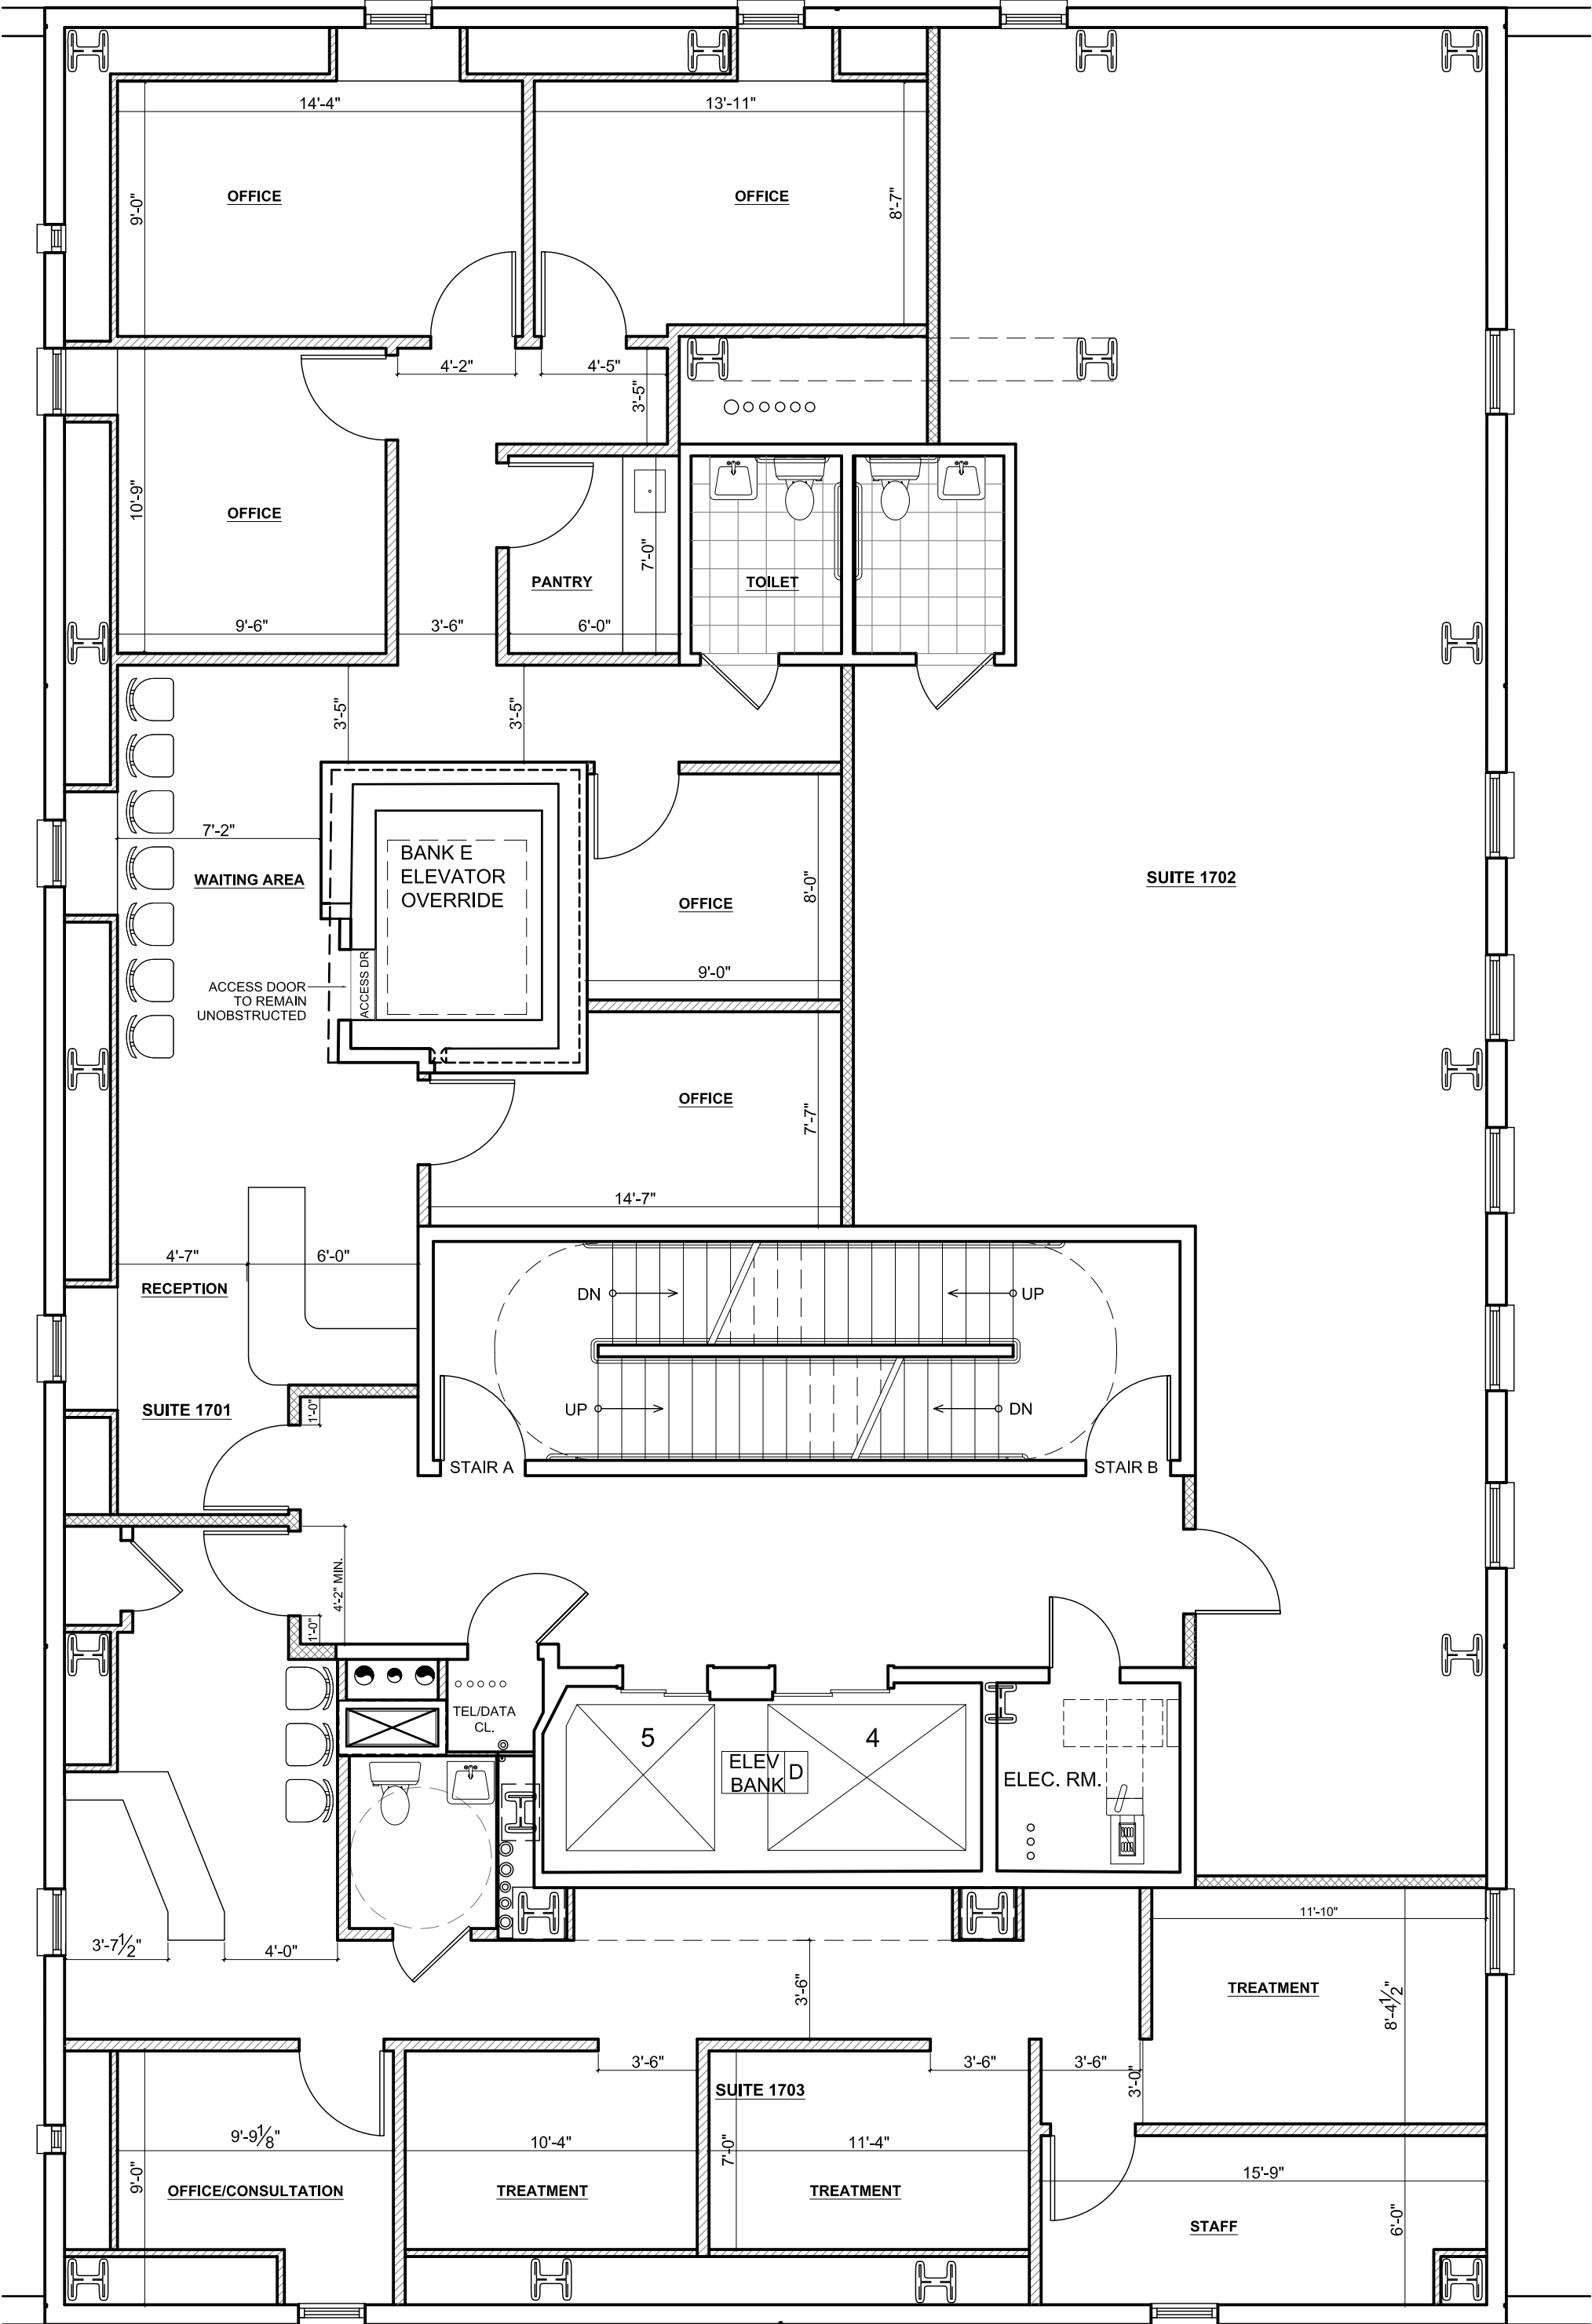 14'-4"
13'-11"
9'-0"
OFFICE
OFFICE
8'-7"
4'-2"
4'-5"
3'-5"
10'-9"
OFFICE
7'-0"
PANTRY
TOILET
9'-6"
3'-6"
6'-0"
3'-5"
3'-5"
7'-2"
WAITING AREA
BANK E
ELEVATOR
OVERRIDE
8'-0"
OFFICE
SUITE 1702
9'-0"
ACCESS DOOR
TO REMAIN
UNOBSTRUCTED
ACCESS DR
OFFICE
7'-7"
14'-7"
4'-7"
6'-0"
RECEPTION
DN
UP
SUITE 1701
1'-0"
UP
DN
STAIR A
STAIR B
4'-2" MIN.
1'-0"
TEL/DATA
CL.
5
4
ELEV
BANK
D
ELEC. RM.
3'-7½"
4'-0"
11'-10"
3'-6"
TREATMENT
8'-4½"
3'-6"
3'-6"
3'-6"
3'-0"
SUITE 1703
9'-9⅛"
10'-4"
7'-0"
11'-4"
15'-9"
9'-0"
OFFICE/CONSULTATION
TREATMENT
TREATMENT
STAFF
6'-0"